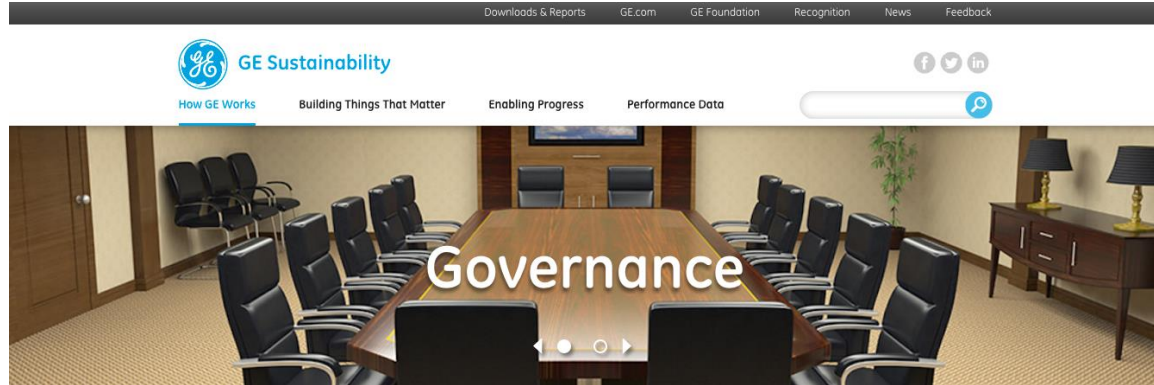 Downloads & Reports GE.com GE Foundation Recognition News Feedback
GE GE Sustainability
How GE Works Building Things That Matter Enabling Progress Performance Data
Governance